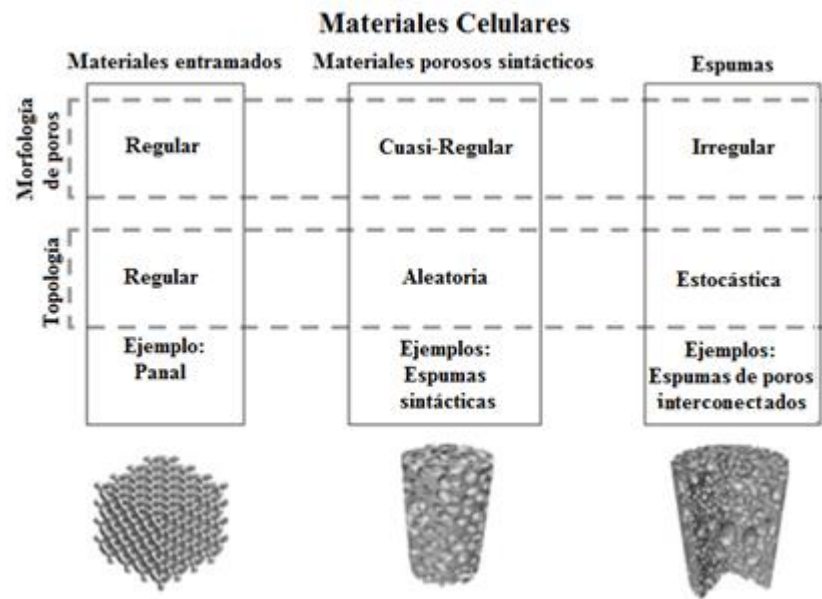 Materiales Celulares
Materiales entramados
Materiales porosos sintácticos
Espumas
Morfología
de poros
Regular
Cuasi-Regular
Irregular
Topología
Regular
Aleatoria
Estocástica
Ejemplo:
Panal
Ejemplos:
Espumas
sintácticas
Ejemplos:
Espumas de poros
interconectados